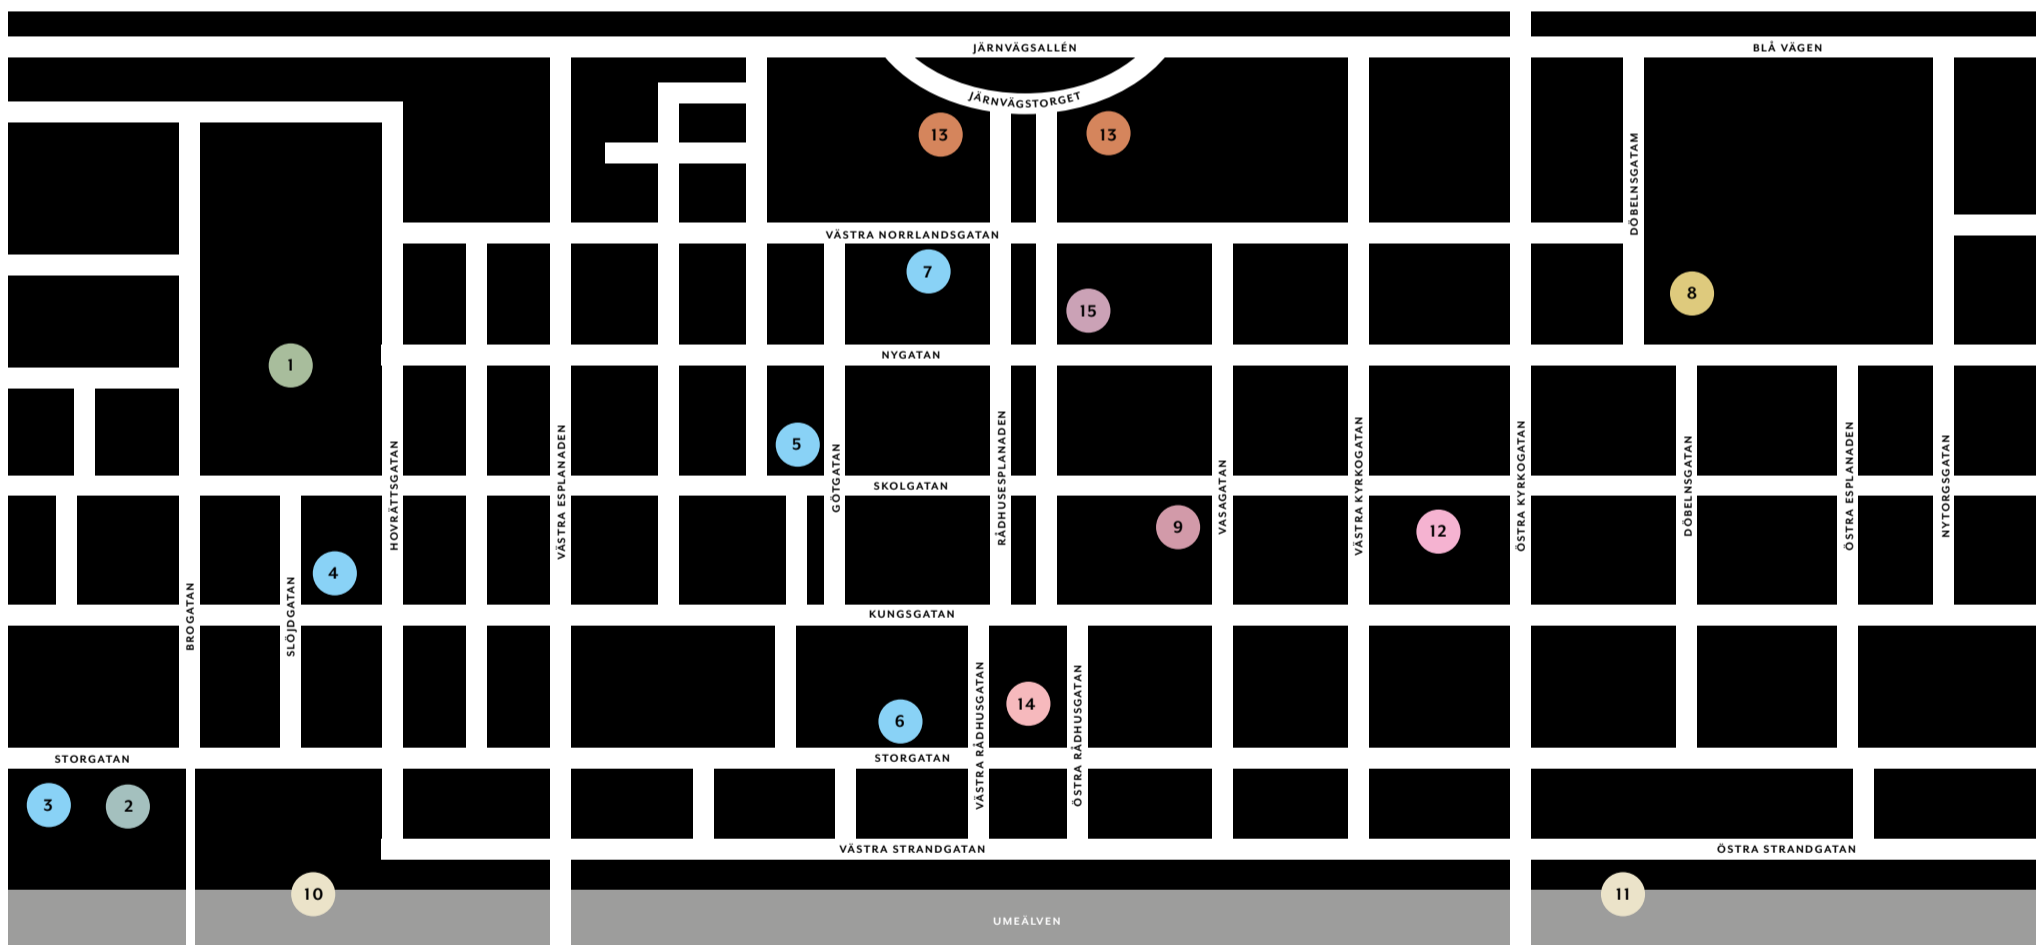 JÄRNVÄGSALLÉN
BLÅ VÄGEN
JÄRNVÄGSTORGET
13
13
DÖBELNSGATAM
VÄSTRA NORRLANDSGATAN
7
8
15
NYGATAN
1
5
GÖTGATAN
SKOLGATAN
HOVRÄTTSGATAN
VÄSTRA ESPLANADEN
RÅDHUSESPLANADEN
VASAGATAN
VÄSTRA KYRKOGATAN
ÖSTRA KYRKOGATAN
DÖBELNSGATAN
ÖSTRA ESPLANADEN
NYTORGSGATAN
9
12
4
BROGATAN
SLÖJDGATAN
KUNGSGATAN
VÄSTRA RÅDHUSGATAN
14
ÖSTRA RÅDHUSGATAN
6
STORGATAN
STORGATAN
3
2
VÄSTRA STRANDGATAN
ÖSTRA STRANDGATAN
10
11
UMEÄLVEN